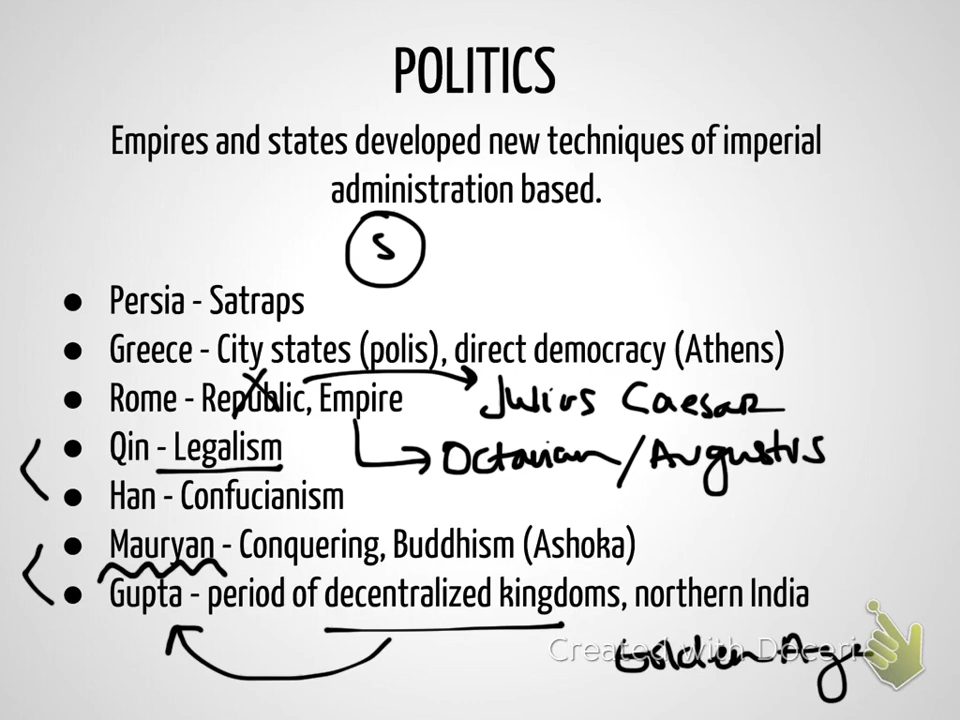 POLITICS
Empires and states developed new techniques of imperial
administration based.
S
● Persia - Satraps
● Greece - City states (polis), direct democracy (Athens)
● Rome - Republic, Empire
Julius Caesar
● Qin - Legalism
Octavian/Augustus
● Han - Confucianism
● Mauryan - Conquering, Buddhism (Ashoka)
● Gupta - period of decentralized kingdoms, northern India
Created with Doceri
Golden Age